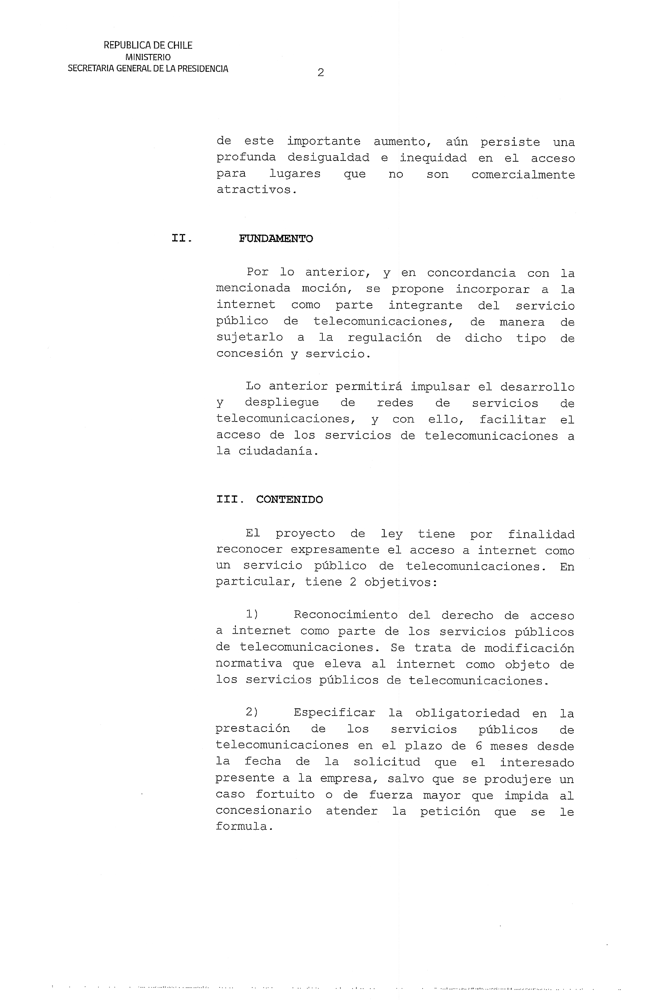 REPUBLICA DE CHILE
MINISTERIO
SECRETARIA GENERAL DE LA PRESIDENCIA
2
de este importante aumento, aún persiste una
profunda desigualdad e inequidad en el acceso
para lugares que no son comercialmente
atractivos.
II. FUNDAMENTO
Por lo anterior, y en concordancia con la
mencionada moción, se propone incorporar a la
internet como parte integrante del servicio
público de telecomunicaciones, de manera de
sujetarlo a la regulación de dicho tipo de
concesión y servicio.
Lo anterior permitirá impulsar el desarrollo
y despliegue de redes de servicios de
telecomunicaciones, y con ello, facilitar el
acceso de los servicios de telecomunicaciones a
la ciudadanía.
III. CONTENIDO
El proyecto de ley tiene por finalidad
reconocer expresamente el acceso a internet como
un servicio público de telecomunicaciones. En
particular, tiene 2 objetivos:
1) Reconocimiento del derecho de acceso
a internet como parte de los servicios públicos
de telecomunicaciones. Se trata de modificación
normativa que eleva al internet como objeto de
los servicios públicos de telecomunicaciones.
2) Especificar la obligatoriedad en la
prestación de los servicios públicos de
telecomunicaciones en el plazo de 6 meses desde
la fecha de la solicitud que el interesado
presente a la empresa, salvo que se produjere un
caso fortuito o de fuerza mayor que impida al
concesionario atender la petición que se le
formula.